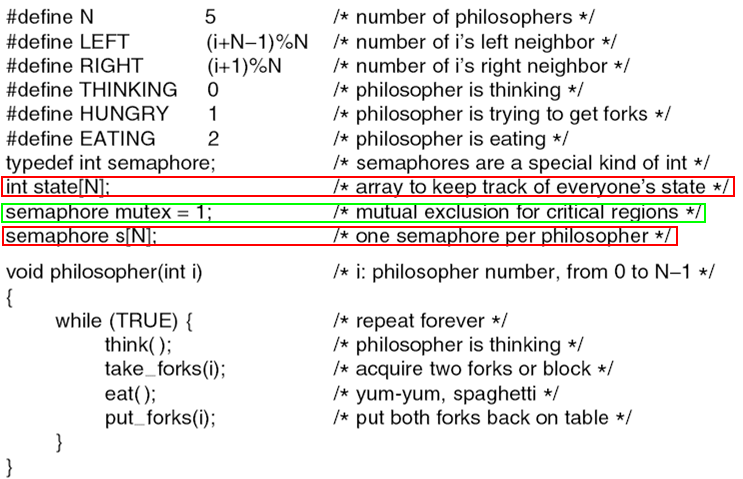 #define N 5 /* number of philosophers */
#define LEFT (i+N−1)%N /* number of i's left neighbor */
#define RIGHT (i+1)%N /* number of i's right neighbor */
#define THINKING 0 /* philosopher is thinking */
#define HUNGRY 1 /* philosopher is trying to get forks */
#define EATING 2 /* philosopher is eating */
typedef int semaphore; /* semaphores are a special kind of int */
int state[N]; /* array to keep track of everyone's state */
semaphore mutex = 1; /* mutual exclusion for critical regions */
semaphore s[N]; /* one semaphore per philosopher */
void philosopher(int i) /* i: philosopher number, from 0 to N−1 */
{
while (TRUE) { /* repeat forever */
think( ); /* philosopher is thinking */
take_forks(i); /* acquire two forks or block */
eat( ); /* yum-yum, spaghetti */
put_forks(i); /* put both forks back on table */
}
}